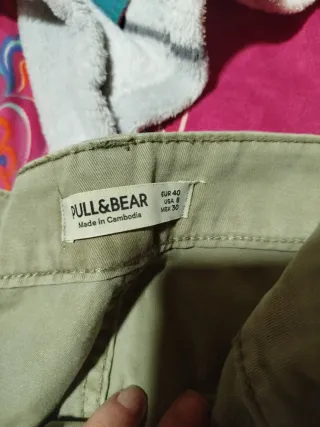 PULL&BEAR
Made in Cambodia
EUR 40
USA 8
MEX 30